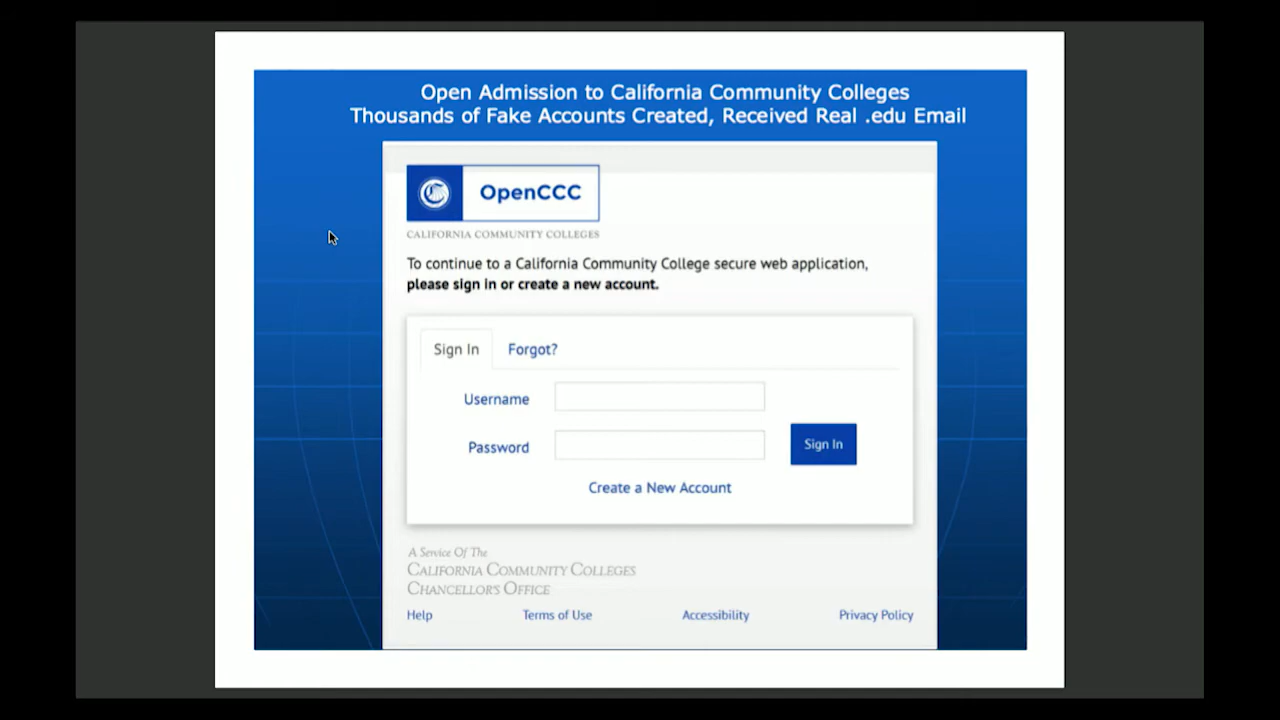 Open Admission to California Community Colleges
Thousands of Fake Accounts Created, Received Real .edu Email
OpenCCC
CALIFORNIA COMMUNITY COLLEGES
To continue to a California Community College secure web application,
please sign in or create a new account.
Sign In Forgot?
Username
Password
Sign In
Create a New Account
A Service Of The
CALIFORNIA COMMUNITY COLLEGES
CHANCELLOR'S OFFICE
Help Terms of Use Accessibility Privacy Policy